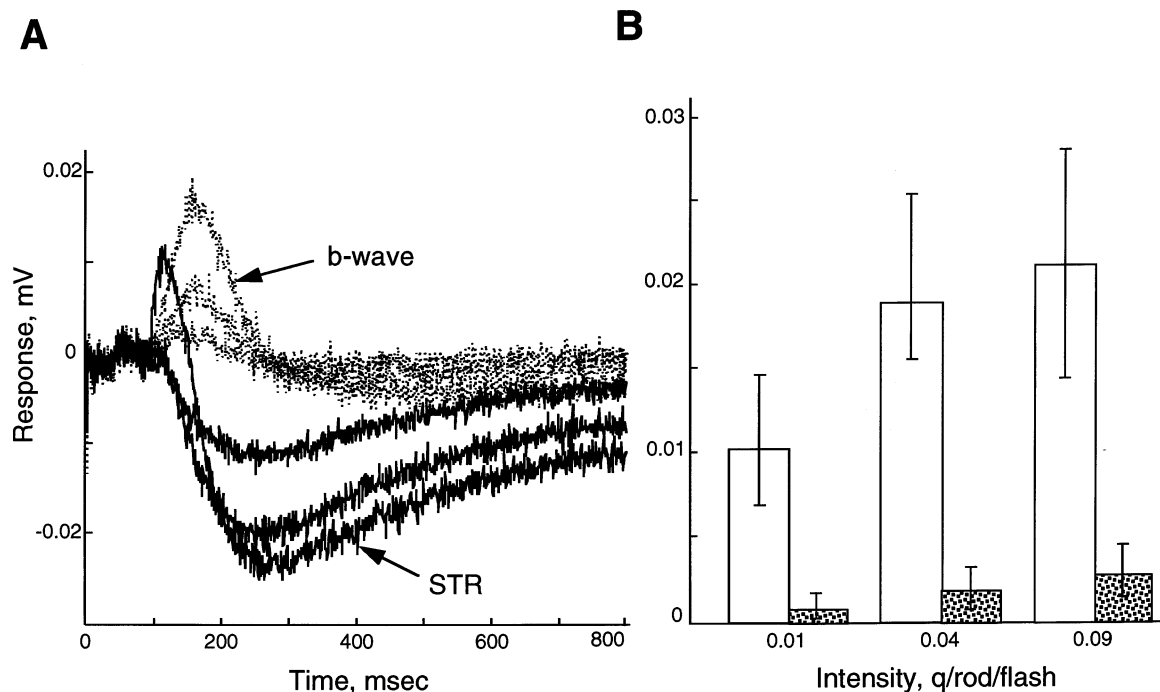 A
Response, mV
0.02
0
-0.02
b-wave
STR
0
200
400
600
800
Time, msec
B
0.03
0.02
0.01
0
0.01
0.04
0.09
Intensity, q/rod/flash